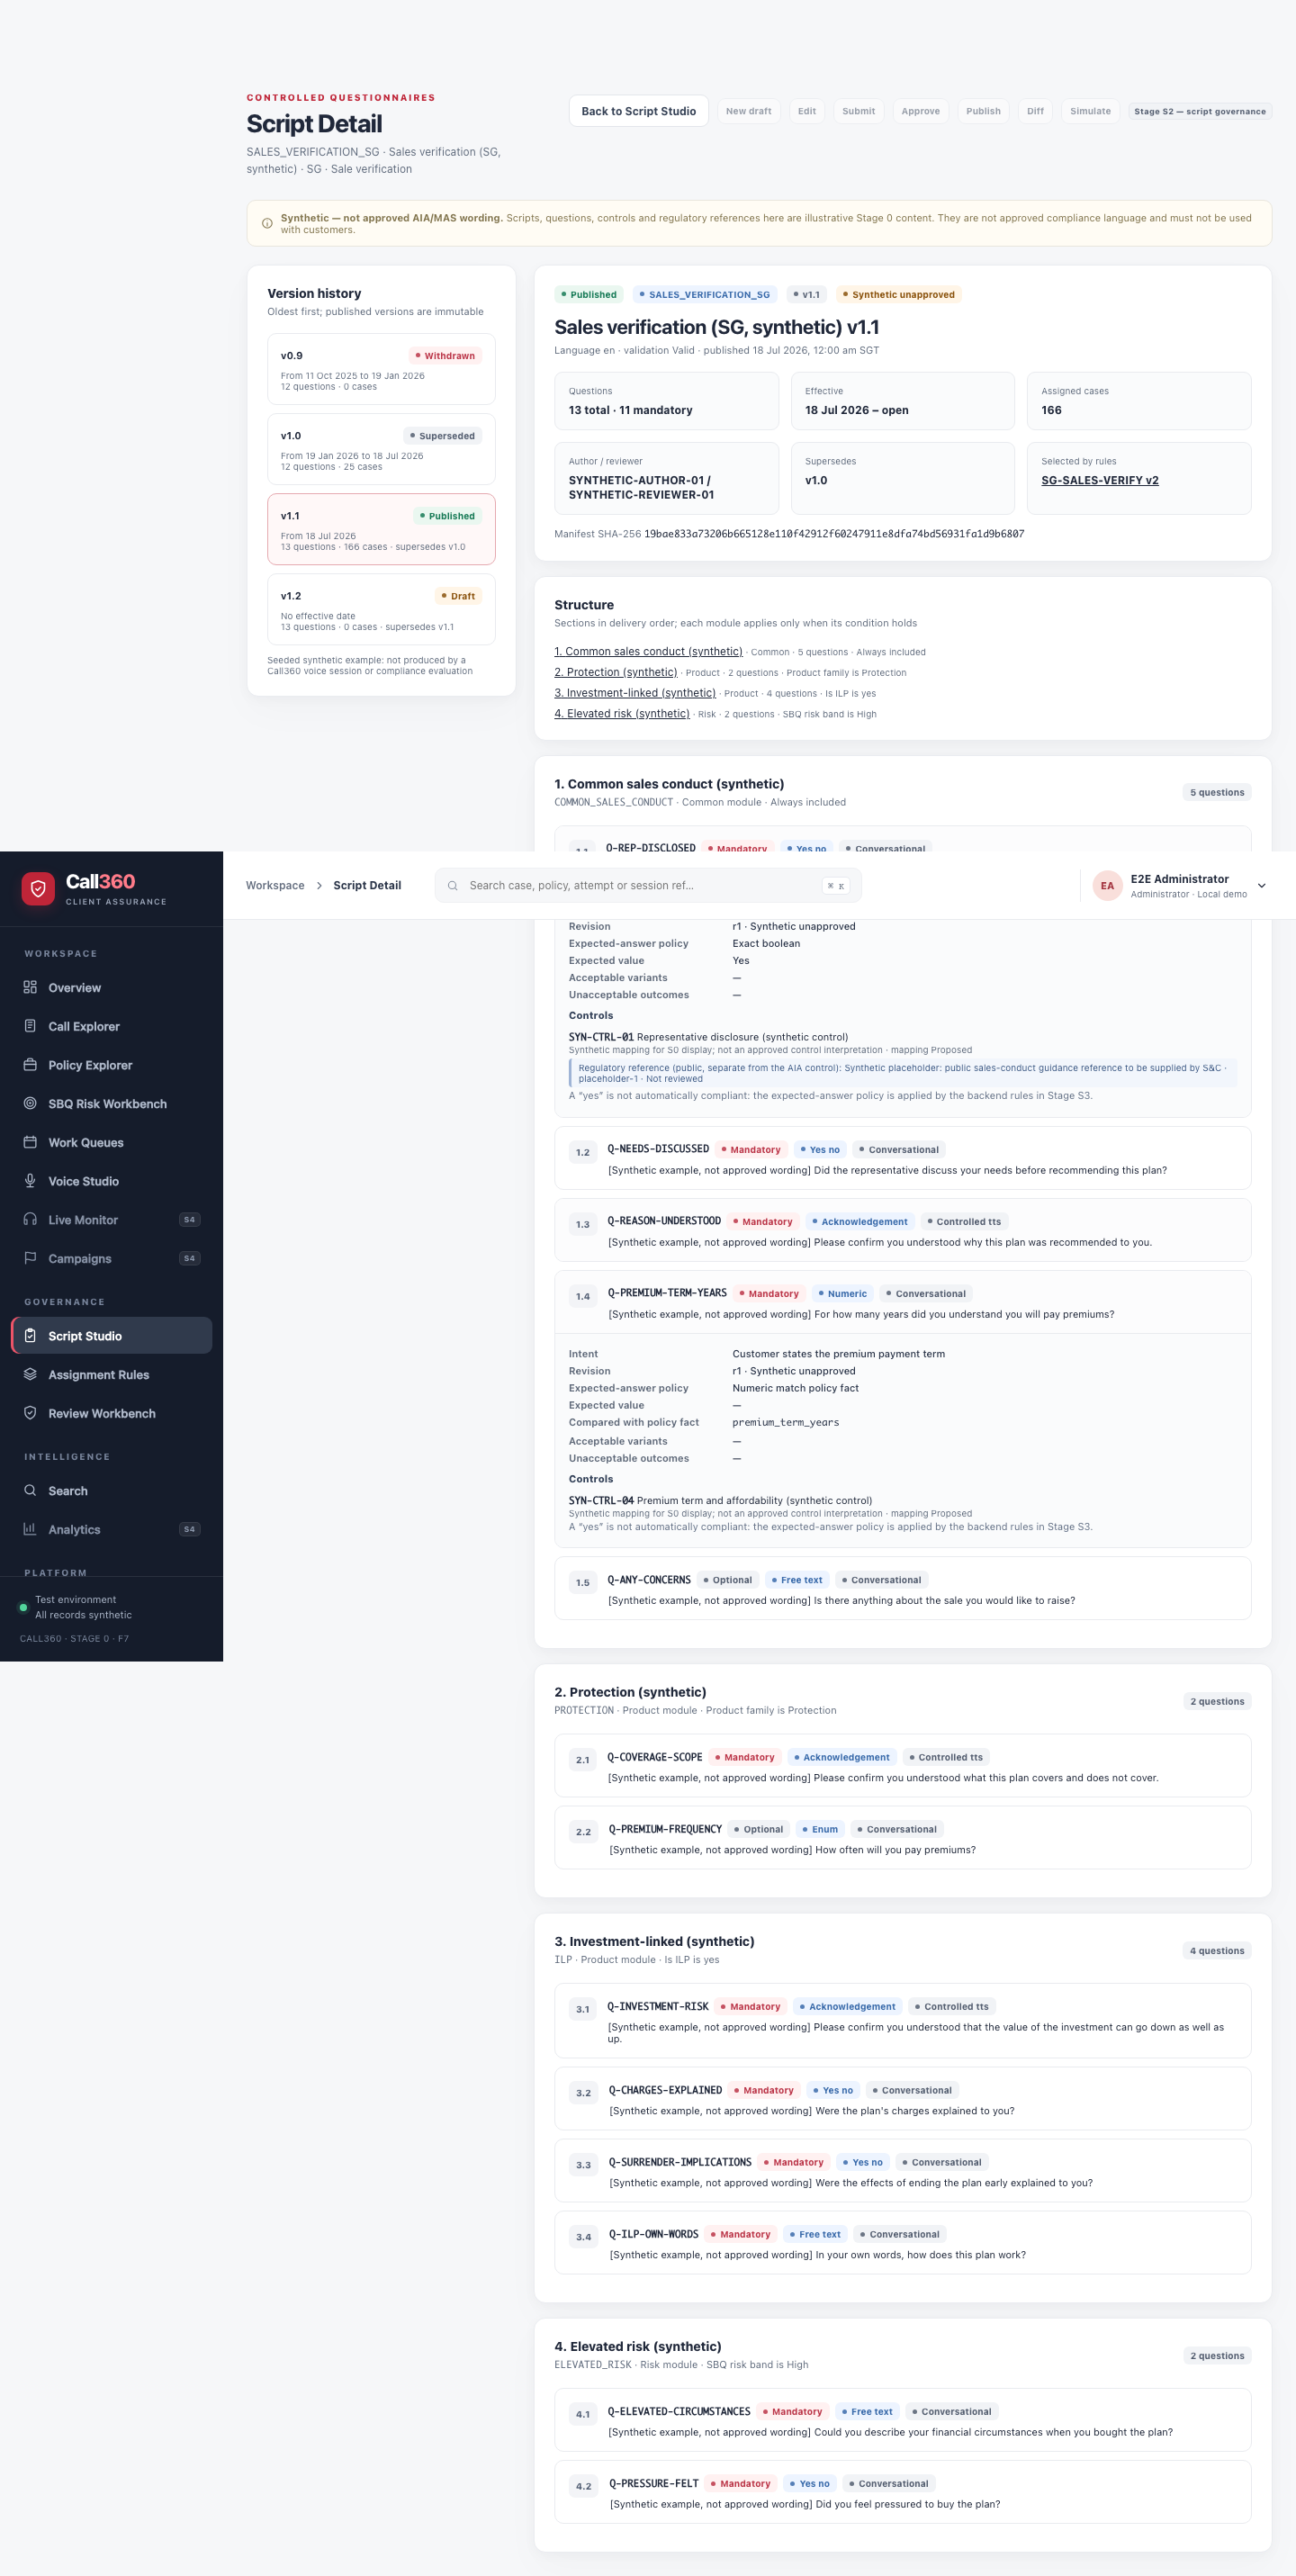 CONTROLLED QUESTIONNAIRES
Script Detail
SALES_VERIFICATION_SG · Sales verification (SG,
synthetic) · SG · Sale verification
Back to Script Studio
New draft
Edit
Submit
Approve
Publish
Diff
Simulate
Stage S2 — script governance
Synthetic — not approved AIA/MAS wording. Scripts, questions, controls and regulatory references here are illustrative Stage 0 content. They are not approved compliance language and must not be used
with customers.
Version history
Oldest first; published versions are immutable
v0.9 Withdrawn
From 11 Oct 2025 to 19 Jan 2026
12 questions · 0 cases
v1.0 Superseded
From 19 Jan 2026 to 18 Jul 2026
12 questions · 25 cases
v1.1 Published
From 18 Jul 2026
13 questions · 166 cases · supersedes v1.0
v1.2 Draft
No effective date
13 questions · 0 cases · supersedes v1.1
Seeded synthetic example: not produced by a
Call360 voice session or compliance evaluation
Published SALES_VERIFICATION_SG v1.1 Synthetic unapproved
Sales verification (SG, synthetic) v1.1
Language en · validation Valid · published 18 Jul 2026, 12:00 am SGT
Questions
13 total · 11 mandatory
Effective
18 Jul 2026 – open
Assigned cases
166
Author / reviewer
SYNTHETIC-AUTHOR-01 /
SYNTHETIC-REVIEWER-01
Supersedes
v1.0
Selected by rules
SG-SALES-VERIFY v2
Manifest SHA-256 19bae833a73206b665128e110f42912f60247911e8dfa74bd56931fa1d9b6807
Structure
Sections in delivery order; each module applies only when its condition holds
1. Common sales conduct (synthetic) · Common · 5 questions · Always included
2. Protection (synthetic) · Product · 2 questions · Product family is Protection
3. Investment-linked (synthetic) · Product · 4 questions · Is ILP is yes
4. Elevated risk (synthetic) · Risk · 2 questions · SBQ risk band is High
1. Common sales conduct (synthetic)
COMMON_SALES_CONDUCT · Common module · Always included
5 questions
1.1 Q-REP-DISCLOSED Mandatory Yes no Conversational
Call360
CLIENT ASSURANCE
Workspace > Script Detail
Search case, policy, attempt or session ref...
⌘ K
EA
E2E Administrator
Administrator · Local demo
WORKSPACE
Overview
Call Explorer
Policy Explorer
SBQ Risk Workbench
Work Queues
Voice Studio
Live Monitor S4
Campaigns S4
GOVERNANCE
Script Studio
Assignment Rules
Review Workbench
INTELLIGENCE
Search
Analytics S4
PLATFORM
Test environment
All records synthetic
CALL360 · STAGE 0 · F7
Revision r1 · Synthetic unapproved
Expected-answer policy Exact boolean
Expected value Yes
Acceptable variants —
Unacceptable outcomes —
Controls
SYN-CTRL-01 Representative disclosure (synthetic control)
Synthetic mapping for S0 display; not an approved control interpretation · mapping Proposed
Regulatory reference (public, separate from the AIA control): Synthetic placeholder: public sales-conduct guidance reference to be supplied by S&C ·
placeholder-1 · Not reviewed
A “yes” is not automatically compliant: the expected-answer policy is applied by the backend rules in Stage S3.
1.2 Q-NEEDS-DISCUSSED Mandatory Yes no Conversational
[Synthetic example, not approved wording] Did the representative discuss your needs before recommending this plan?
1.3 Q-REASON-UNDERSTOOD Mandatory Acknowledgement Controlled tts
[Synthetic example, not approved wording] Please confirm you understood why this plan was recommended to you.
1.4 Q-PREMIUM-TERM-YEARS Mandatory Numeric Conversational
[Synthetic example, not approved wording] For how many years did you understand you will pay premiums?
Intent Customer states the premium payment term
Revision r1 · Synthetic unapproved
Expected-answer policy Numeric match policy fact
Expected value —
Compared with policy fact premium_term_years
Acceptable variants —
Unacceptable outcomes —
Controls
SYN-CTRL-04 Premium term and affordability (synthetic control)
Synthetic mapping for S0 display; not an approved control interpretation · mapping Proposed
A “yes” is not automatically compliant: the expected-answer policy is applied by the backend rules in Stage S3.
1.5 Q-ANY-CONCERNS Optional Free text Conversational
[Synthetic example, not approved wording] Is there anything about the sale you would like to raise?
2. Protection (synthetic)
PROTECTION · Product module · Product family is Protection
2 questions
2.1 Q-COVERAGE-SCOPE Mandatory Acknowledgement Controlled tts
[Synthetic example, not approved wording] Please confirm you understood what this plan covers and does not cover.
2.2 Q-PREMIUM-FREQUENCY Optional Enum Conversational
[Synthetic example, not approved wording] How often will you pay premiums?
3. Investment-linked (synthetic)
ILP · Product module · Is ILP is yes
4 questions
3.1 Q-INVESTMENT-RISK Mandatory Acknowledgement Controlled tts
[Synthetic example, not approved wording] Please confirm you understood that the value of the investment can go down as well as
up.
3.2 Q-CHARGES-EXPLAINED Mandatory Yes no Conversational
[Synthetic example, not approved wording] Were the plan's charges explained to you?
3.3 Q-SURRENDER-IMPLICATIONS Mandatory Yes no Conversational
[Synthetic example, not approved wording] Were the effects of ending the plan early explained to you?
3.4 Q-ILP-OWN-WORDS Mandatory Free text Conversational
[Synthetic example, not approved wording] In your own words, how does this plan work?
4. Elevated risk (synthetic)
ELEVATED_RISK · Risk module · SBQ risk band is High
2 questions
4.1 Q-ELEVATED-CIRCUMSTANCES Mandatory Free text Conversational
[Synthetic example, not approved wording] Could you describe your financial circumstances when you bought the plan?
4.2 Q-PRESSURE-FELT Mandatory Yes no Conversational
[Synthetic example, not approved wording] Did you feel pressured to buy the plan?